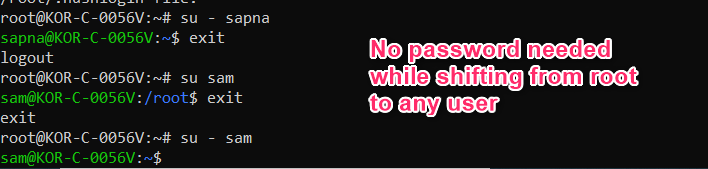 root@KOR-C-0056V:~# su - sapna
sapna@KOR-C-0056V:~$ exit
logout
root@KOR-C-0056V:~# su sam
sam@KOR-C-0056V:/root$ exit
exit
root@KOR-C-0056V:~# su - sam
sam@KOR-C-0056V:~$
No password needed
while shifting from root
to any user